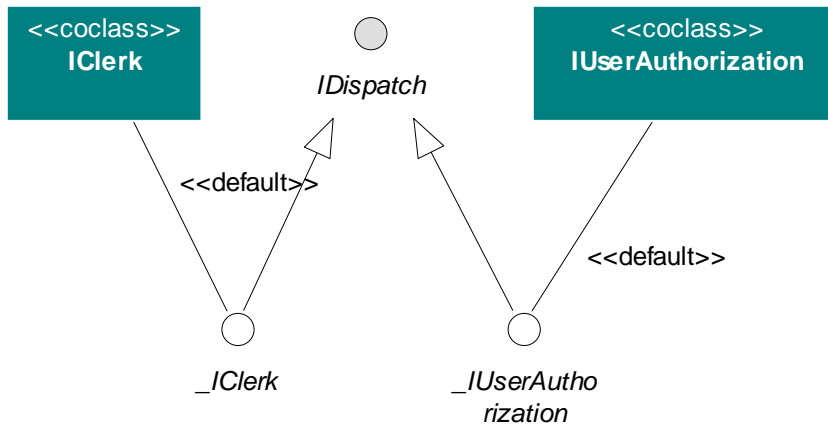 <<coclass>>
IClerk
IDispatch
<<coclass>>
IUserAuthorization
<<default>>
<<default>>
_IClerk
_IUserAutho
rization